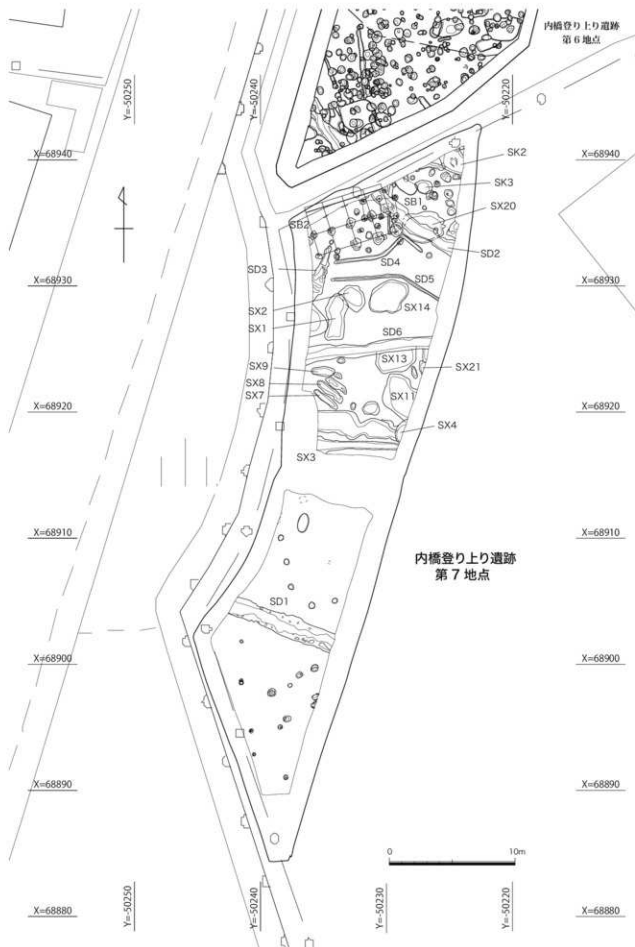 内橋登り上り遺跡
第６地点
Y=-50250
Y=-50240
Y=-50220
X=68940
X=68940
SK2
SK3
SB1
SX20
SB2
SD2
SD4
SD3
SD5
X=68930
X=68930
SX2
SX14
SX1
SD6
SX13
SX21
SX9
SX8
SX7
SX11
X=68920
X=68920
SX4
SX3
X=68910
X=68910
内橋登り上り遺跡
第７地点
SD1
X=68900
X=68900
X=68890
X=68890
0
10m
Y=-50250
Y=-50240
Y=-50230
Y=-50220
X=68880
X=68880